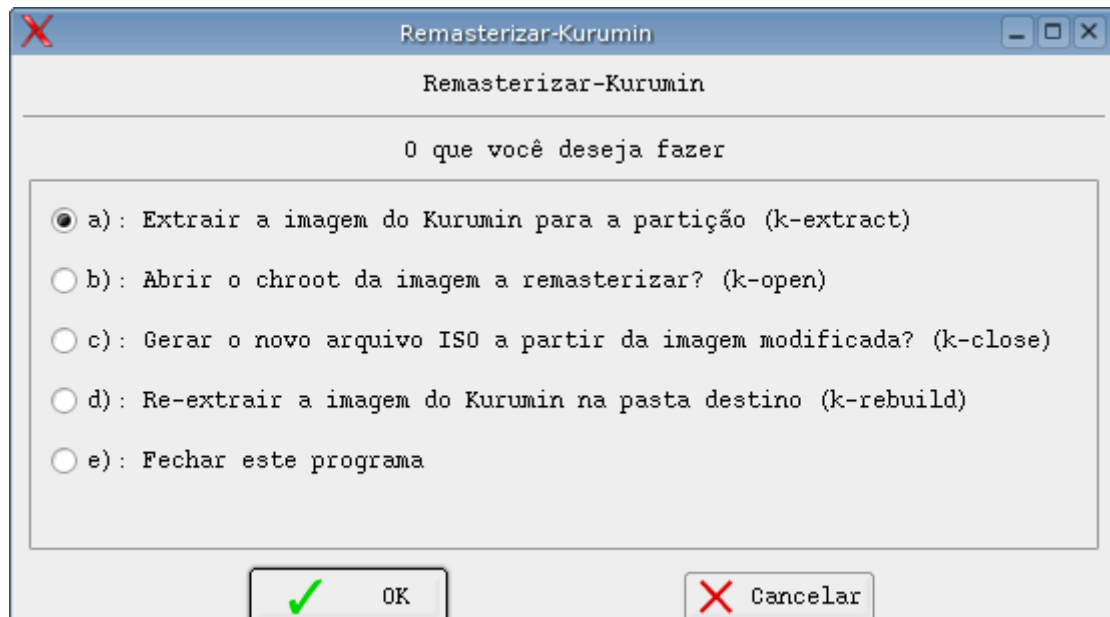 Remasterizar-Kurumin
Remasterizar-Kurumin
O que você deseja fazer
a): Extrair a imagem do Kurumin para a partição (k-extract)
b): Abrir o chroot da imagem a remasterizar? (k-open)
c): Gerar o novo arquivo ISO a partir da imagem modificada? (k-close)
d): Re-extrair a imagem do Kurumin na pasta destino (k-rebuild)
e): Fechar este programa
OK
Cancelar